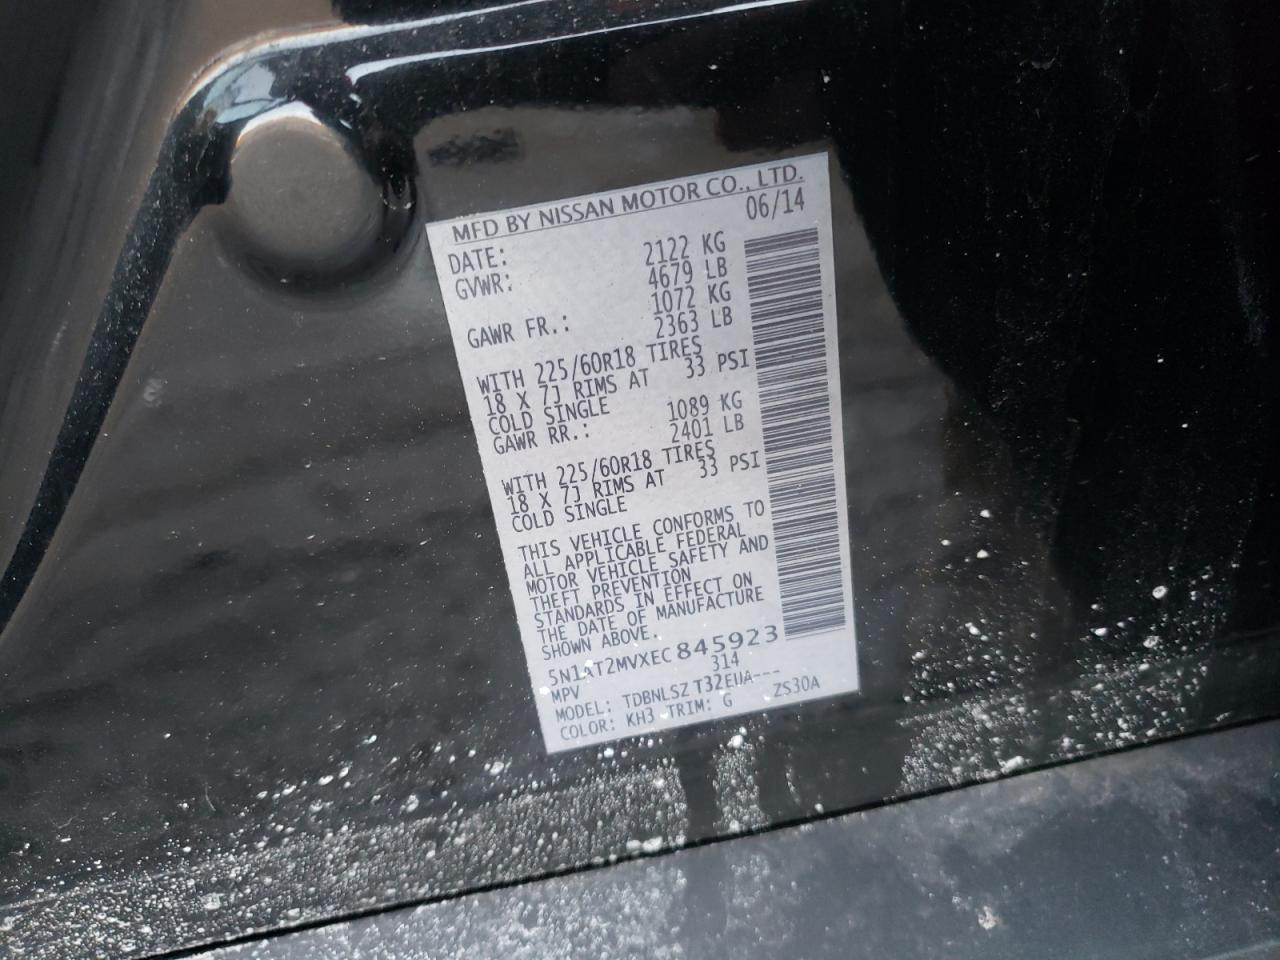 MFD BY NISSAN MOTOR CO., LTD.
DATE: 06/14
GVWR: 2122 KG
4679 LB
GAWR FR.: 1072 KG
2363 LB
WITH 225/60R18 TIRES
18 X 7J RIMS AT 33 PSI
COLD SINGLE
GAWR RR.: 1089 KG
2401 LB
WITH 225/60R18 TIRES
18 X 7J RIMS AT 33 PSI
COLD SINGLE
THIS VEHICLE CONFORMS TO
ALL APPLICABLE FEDERAL
MOTOR VEHICLE SAFETY AND
THEFT PREVENTION
STANDARDS IN EFFECT ON
THE DATE OF MANUFACTURE
SHOWN ABOVE.
5N1AT2MVXEC845923
MPV 314
MODEL: TDBNLSZ T32EUA---
COLOR: KH3 TRIM: G ZS30A